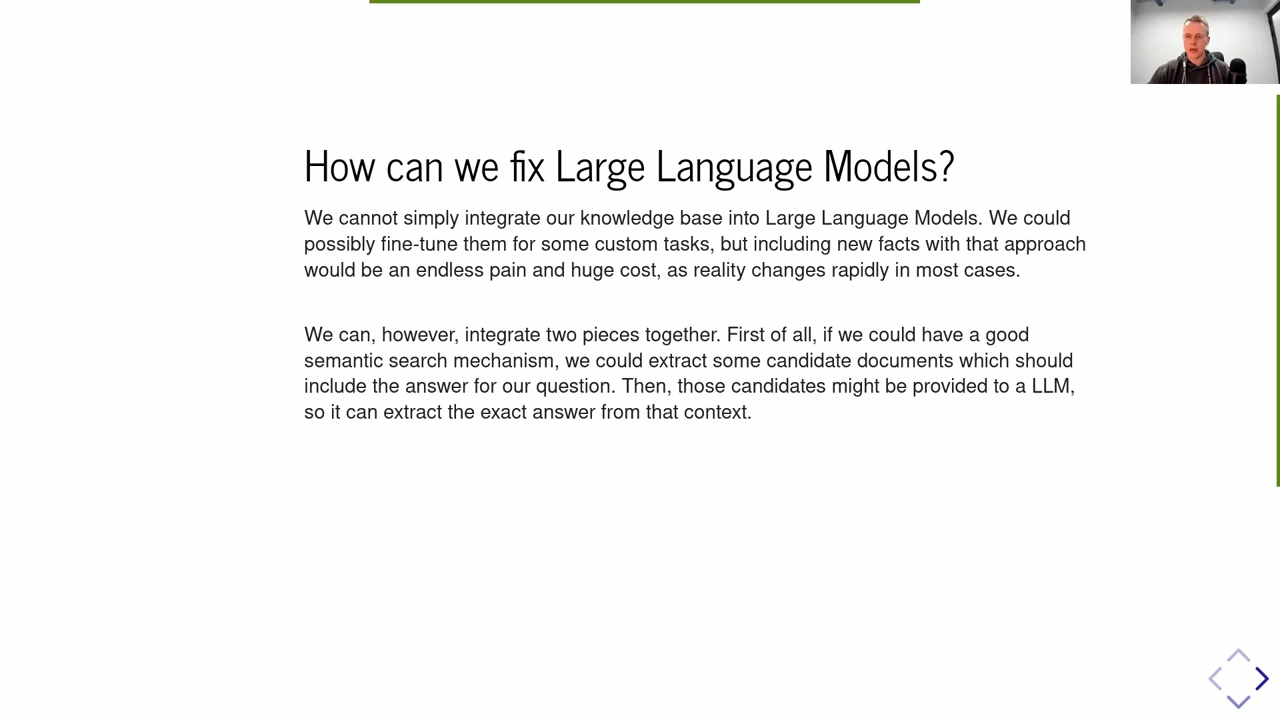 How can we fix Large Language Models?
We cannot simply integrate our knowledge base into Large Language Models. We could
possibly fine-tune them for some custom tasks, but including new facts with that approach
would be an endless pain and huge cost, as reality changes rapidly in most cases.
We can, however, integrate two pieces together. First of all, if we could have a good
semantic search mechanism, we could extract some candidate documents which should
include the answer for our question. Then, those candidates might be provided to a LLM,
so it can extract the exact answer from that context.